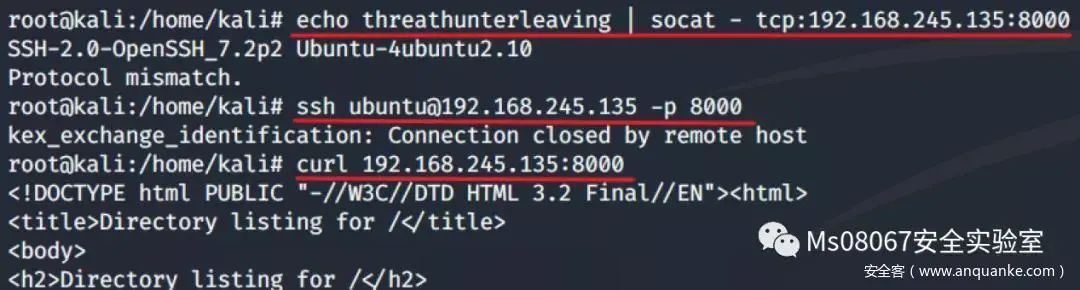 root@kali:/home/kali# echo threathunterleaving | socat - tcp:192.168.245.135:8000
SSH-2.0-OpenSSH_7.2p2 Ubuntu-4ubuntu2.10
Protocol mismatch.
root@kali:/home/kali# ssh ubuntu@192.168.245.135 -p 8000
kex_exchange_identification: Connection closed by remote host
root@kali:/home/kali# curl 192.168.245.135:8000
<!DOCTYPE html PUBLIC "-//W3C//DTD HTML 3.2 Final//EN"><html>
<title>Directory listing for /</title>
<body>
<h2>Directory listing for /</h2>
Ms08067安全实验室
安全客（www.anquanke.com）